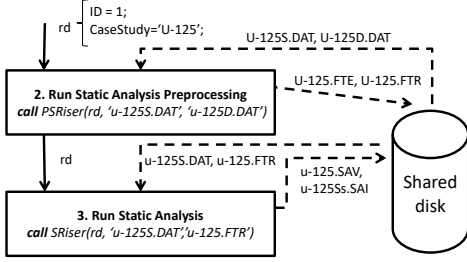 rd
ID = 1;
CaseStudy='U-125';
U-125S.DAT, U-125D.DAT
2. Run Static Analysis Preprocessing
call PSRiser(rd, 'u-125S.DAT', 'u-125D.DAT')
U-125.FTE, U-125.FTR
rd
u-125S.DAT, u-125.FTR
u-125.SAV,
u-125Ss.SAI
Shared
disk
3. Run Static Analysis
call SRiser(rd, 'u-125S.DAT','u-125.FTR')